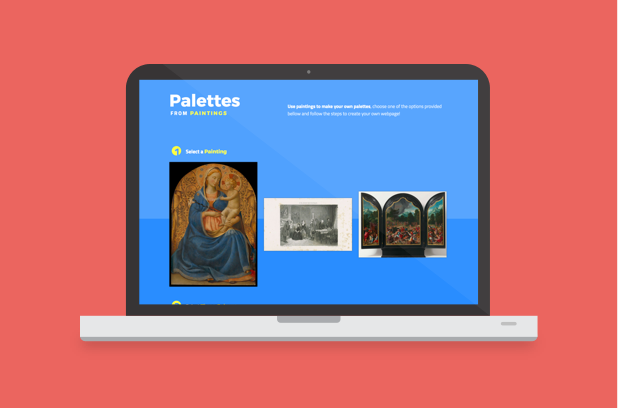 Palettes
FROM PAINTINGS
Use paintings to make your own palettes, choose one of the options provided
bellow and follow the steps to create your own webpage!
1 Select a Painting